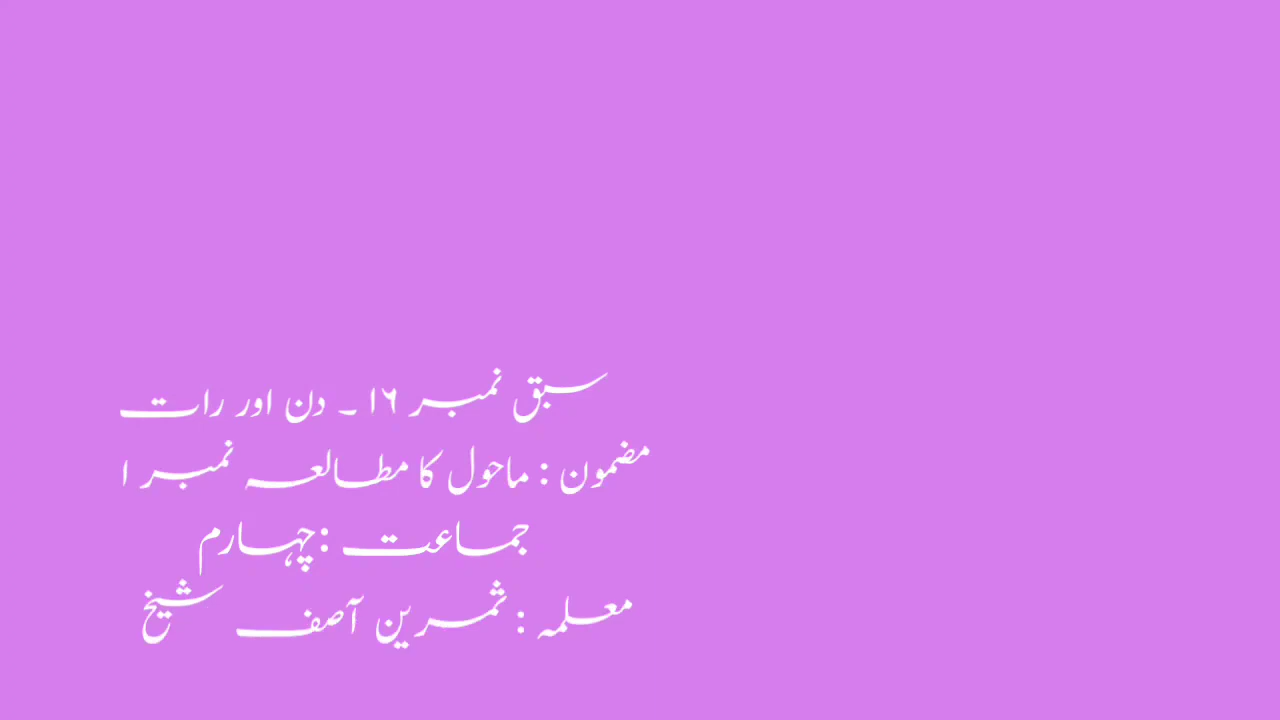 سبق نمبر ۱۶ ۔ دن اور رات
مضمون : ماحول کا مطالعہ نمبر ۱
جماعت :چہارم
معلمہ : ثمرین آصف شیخ